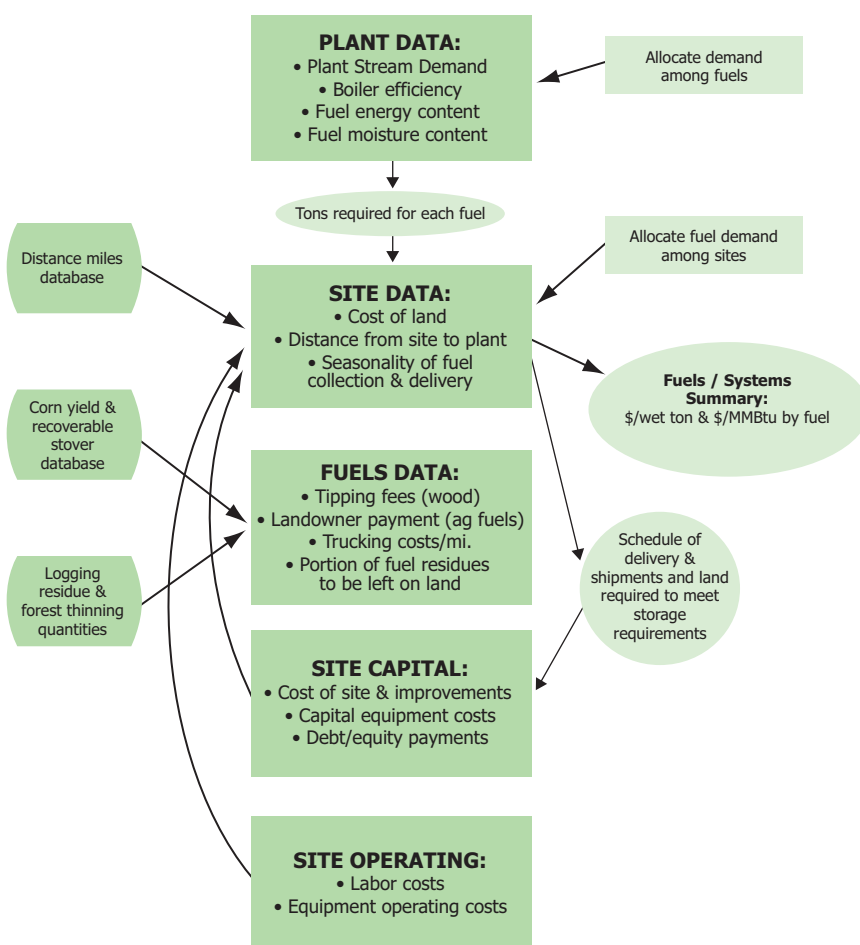 PLANT DATA:
• Plant Stream Demand
• Boiler efficiency
• Fuel energy content
• Fuel moisture content
Allocate demand
among fuels
Tons required for each fuel
Distance miles
database
Allocate fuel demand
among sites
SITE DATA:
• Cost of land
• Distance from site to plant
• Seasonality of fuel
collection & delivery
Fuels / Systems
Summary:
$/wet ton & $/MMBtu by fuel
Corn yield &
recoverable
stover
database
FUELS DATA:
• Tipping fees (wood)
• Landowner payment (ag fuels)
• Trucking costs/mi.
• Portion of fuel residues
to be left on land
Logging
residue &
forest thinning
quantities
Schedule of
delivery &
shipments and land
required to meet
storage
requirements
SITE CAPITAL:
• Cost of site & improvements
• Capital equipment costs
• Debt/equity payments
SITE OPERATING:
• Labor costs
• Equipment operating costs